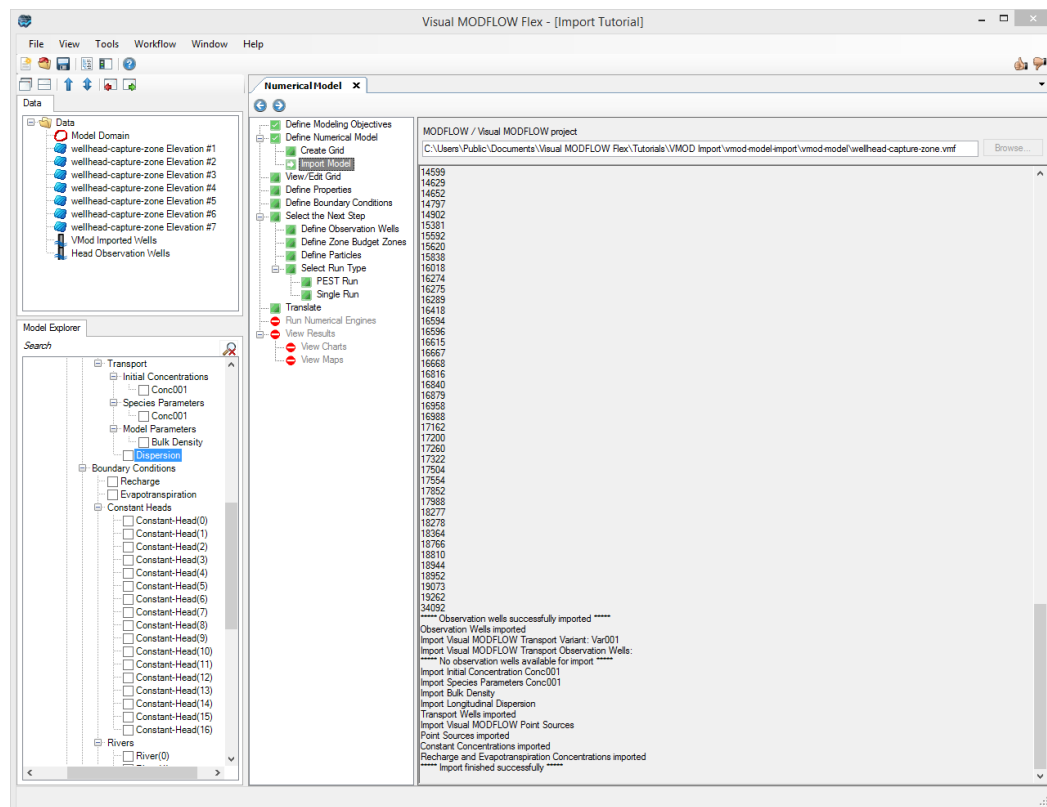 Visual MODFLOW Flex - [Import Tutorial]
File View Tools Workflow Window Help
Data
Data
Model Domain
wellhead-capture-zone Elevation #1
wellhead-capture-zone Elevation #2
wellhead-capture-zone Elevation #3
wellhead-capture-zone Elevation #4
wellhead-capture-zone Elevation #5
wellhead-capture-zone Elevation #6
wellhead-capture-zone Elevation #7
VMod Imported Wells
Head Observation Wells
Model Explorer
Search
Transport
Initial Concentrations
Conc001
Species Parameters
Conc001
Model Parameters
Bulk Density
Dispersion
Boundary Conditions
Recharge
Evapotranspiration
Constant Heads
Constant-Head(0)
Constant-Head(1)
Constant-Head(2)
Constant-Head(3)
Constant-Head(4)
Constant-Head(5)
Constant-Head(6)
Constant-Head(7)
Constant-Head(8)
Constant-Head(9)
Constant-Head(10)
Constant-Head(11)
Constant-Head(12)
Constant-Head(13)
Constant-Head(14)
Constant-Head(15)
Constant-Head(16)
Rivers
River(0)
Numerical Model
Define Modeling Objectives
Define Numerical Model
Create Grid
Import Model
View/Edit Grid
Define Properties
Define Boundary Conditions
Select the Next Step
Define Observation Wells
Define Zone Budget Zones
Define Particles
Select Run Type
PEST Run
Single Run
Translate
Run Numerical Engines
View Results
View Charts
View Maps
MODFLOW / Visual MODFLOW project
C:\Users\Public\Documents\Visual MODFLOW Flex\Tutorials\VMOD Import\vmod-model-import\vmod-model\wellhead-capture-zone.vmf Browse...
14599
14629
14652
14797
14902
15381
15592
15620
15838
16018
16274
16275
16289
16418
16594
16596
16615
16667
16668
16816
16840
16879
16958
16988
17162
17200
17260
17322
17504
17554
17852
17988
18277
18278
18364
18766
18810
18944
18952
19073
19262
34092
***** Observation wells successfully imported *****
Observation Wells imported
Import Visual MODFLOW Transport Variant: Var001
Import Visual MODFLOW Transport Observation Wells:
***** No observation wells available for import *****
Import Initial Concentration Conc001
Import Species Parameters Conc001
Import Bulk Density
Import Longitudinal Dispersion
Transport Wells imported
Import Visual MODFLOW Point Sources
Point Sources imported
Constant Concentrations imported
Recharge and Evapotranspiration Concentrations imported
***** Import finished successfully *****